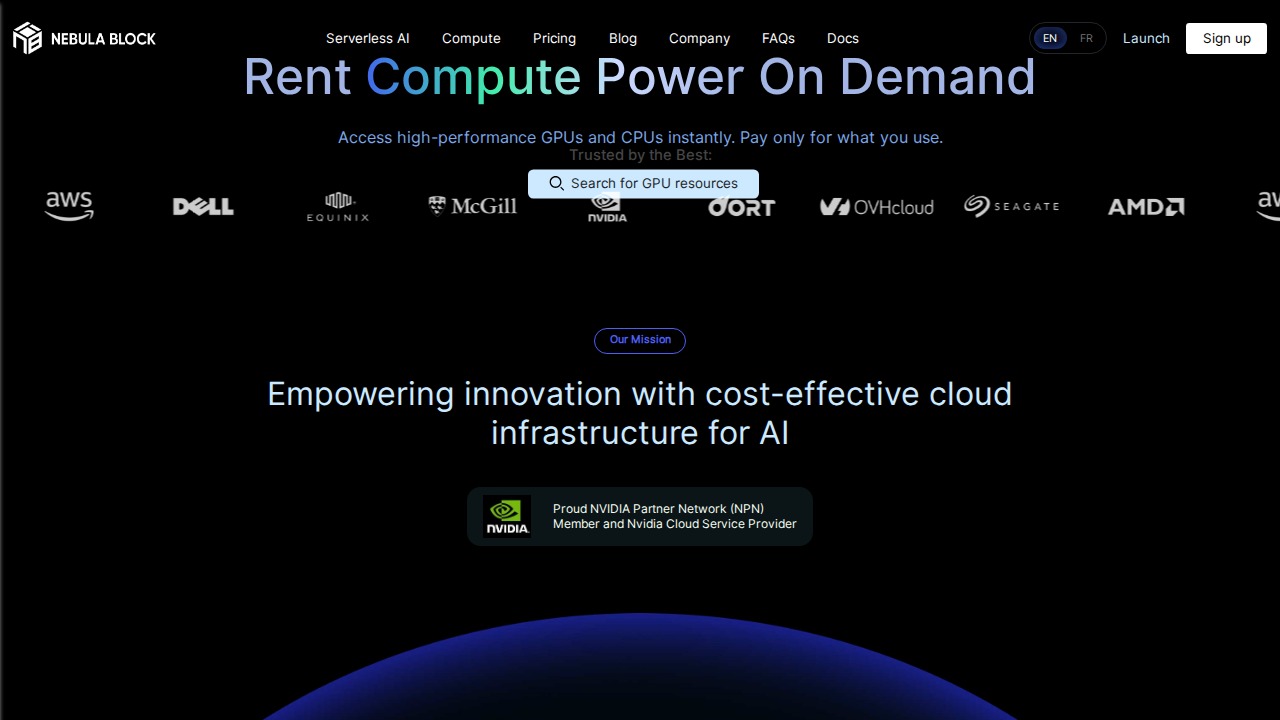 NEBULA BLOCK
Serverless AI
Compute
Pricing
Blog
Company
FAQs
Docs
EN
FR
Launch
Sign up
Rent Compute Power On Demand
Access high-performance GPUs and CPUs instantly. Pay only for what you use.
Trusted by the Best:
Search for GPU resources
aws
DELL
EQUINIX
McGill
NVIDIA
OORT
OVHcloud
SEAGATE
AMD
Our Mission
Empowering innovation with cost-effective cloud
infrastructure for AI
NVIDIA.
Proud NVIDIA Partner Network (NPN)
Member and Nvidia Cloud Service Provider